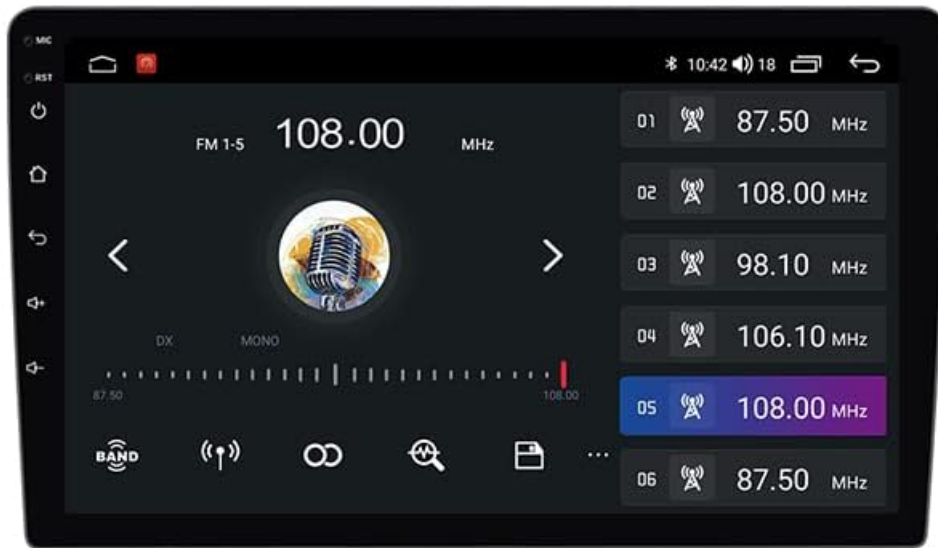 MIC
RST
10:42 18
FM 1-5 108.00 MHz
DX MONO
87.50 108.00
BAND
01 87.50 MHz
02 108.00 MHz
03 98.10 MHz
04 106.10 MHz
05 108.00 MHz
06 87.50 MHz